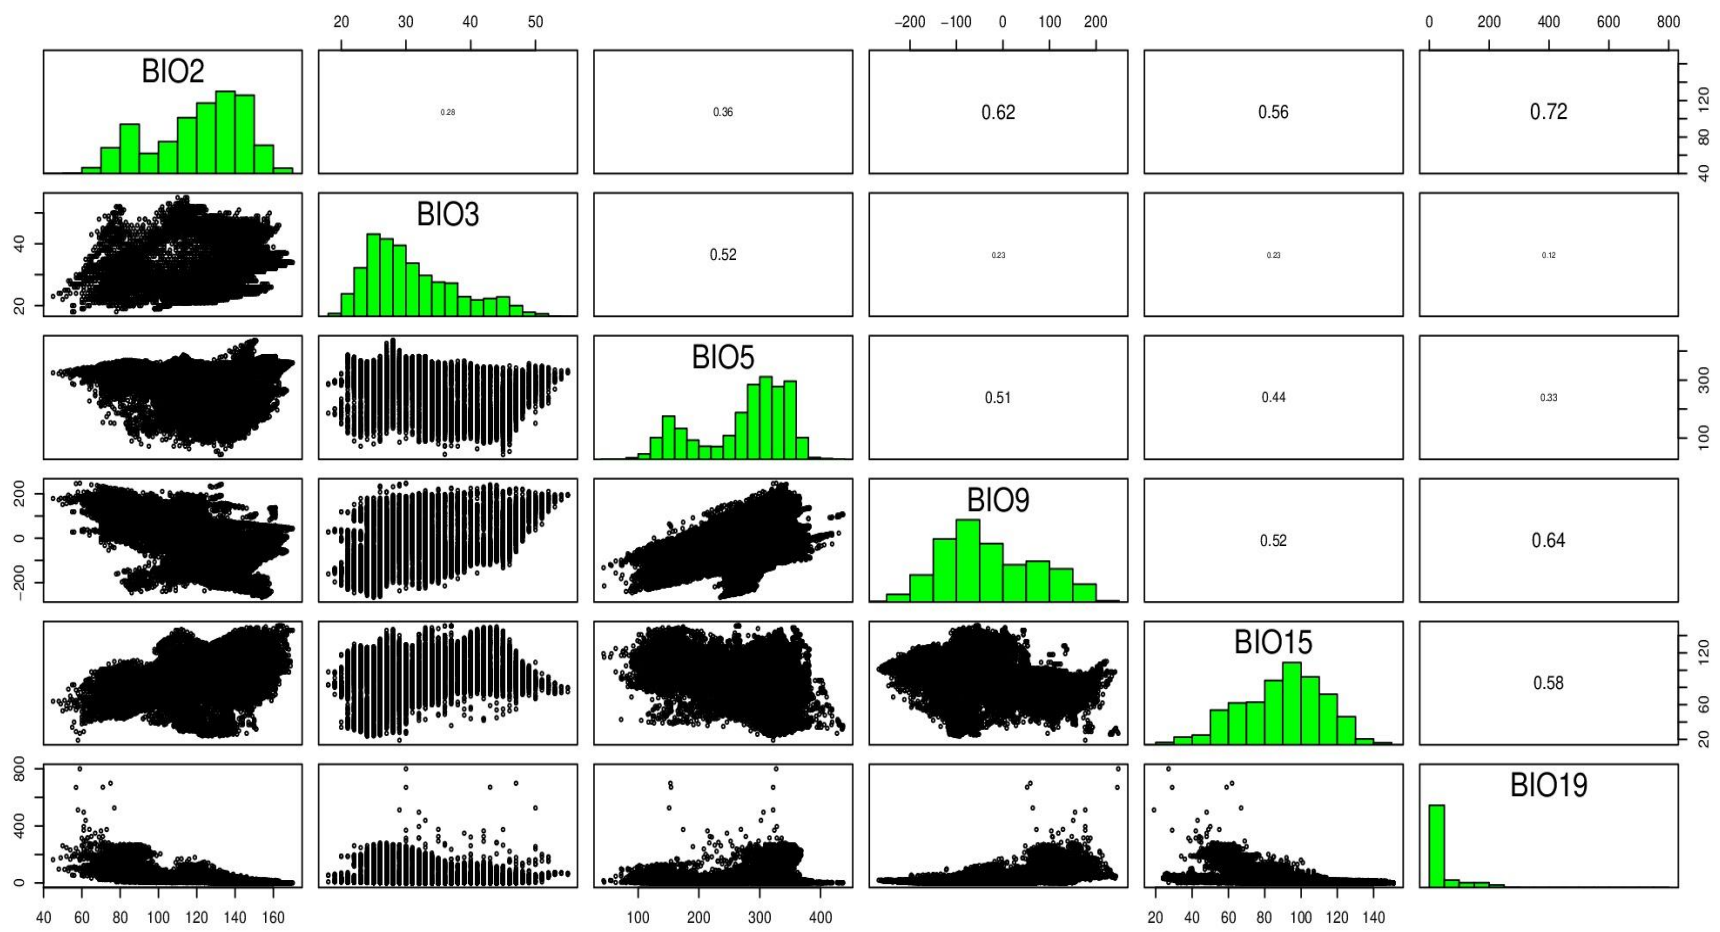 20 30 40 50 −200 −100 0 100 200 0 200 400 600 800
BIO2 0.28 0.36 0.62 0.56 0.72 40 80 120
20 40 BIO3 0.52 0.23 0.23 0.12
BIO5 0.51 0.44 0.33 100 300
−200 0 200 BIO9 0.52 0.64
BIO15 0.58 20 60 120
0 400 800 BIO19
40 60 80 100 120 140 160 100 200 300 400 20 40 60 80 100 120 140